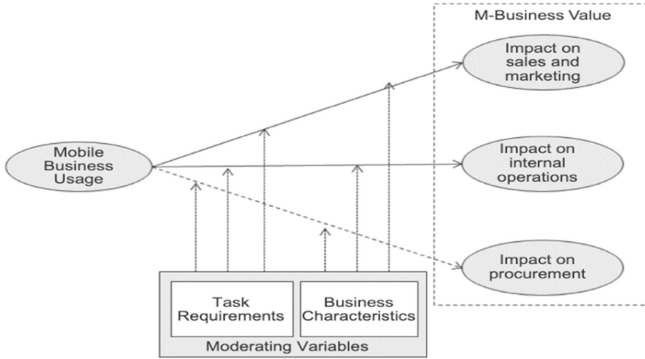 M-Business Value
Impact on
sales and
marketing
Mobile
Business
Usage
Impact on
internal
operations
Impact on
procurement
Task
Requirements
Business
Characteristics
Moderating Variables